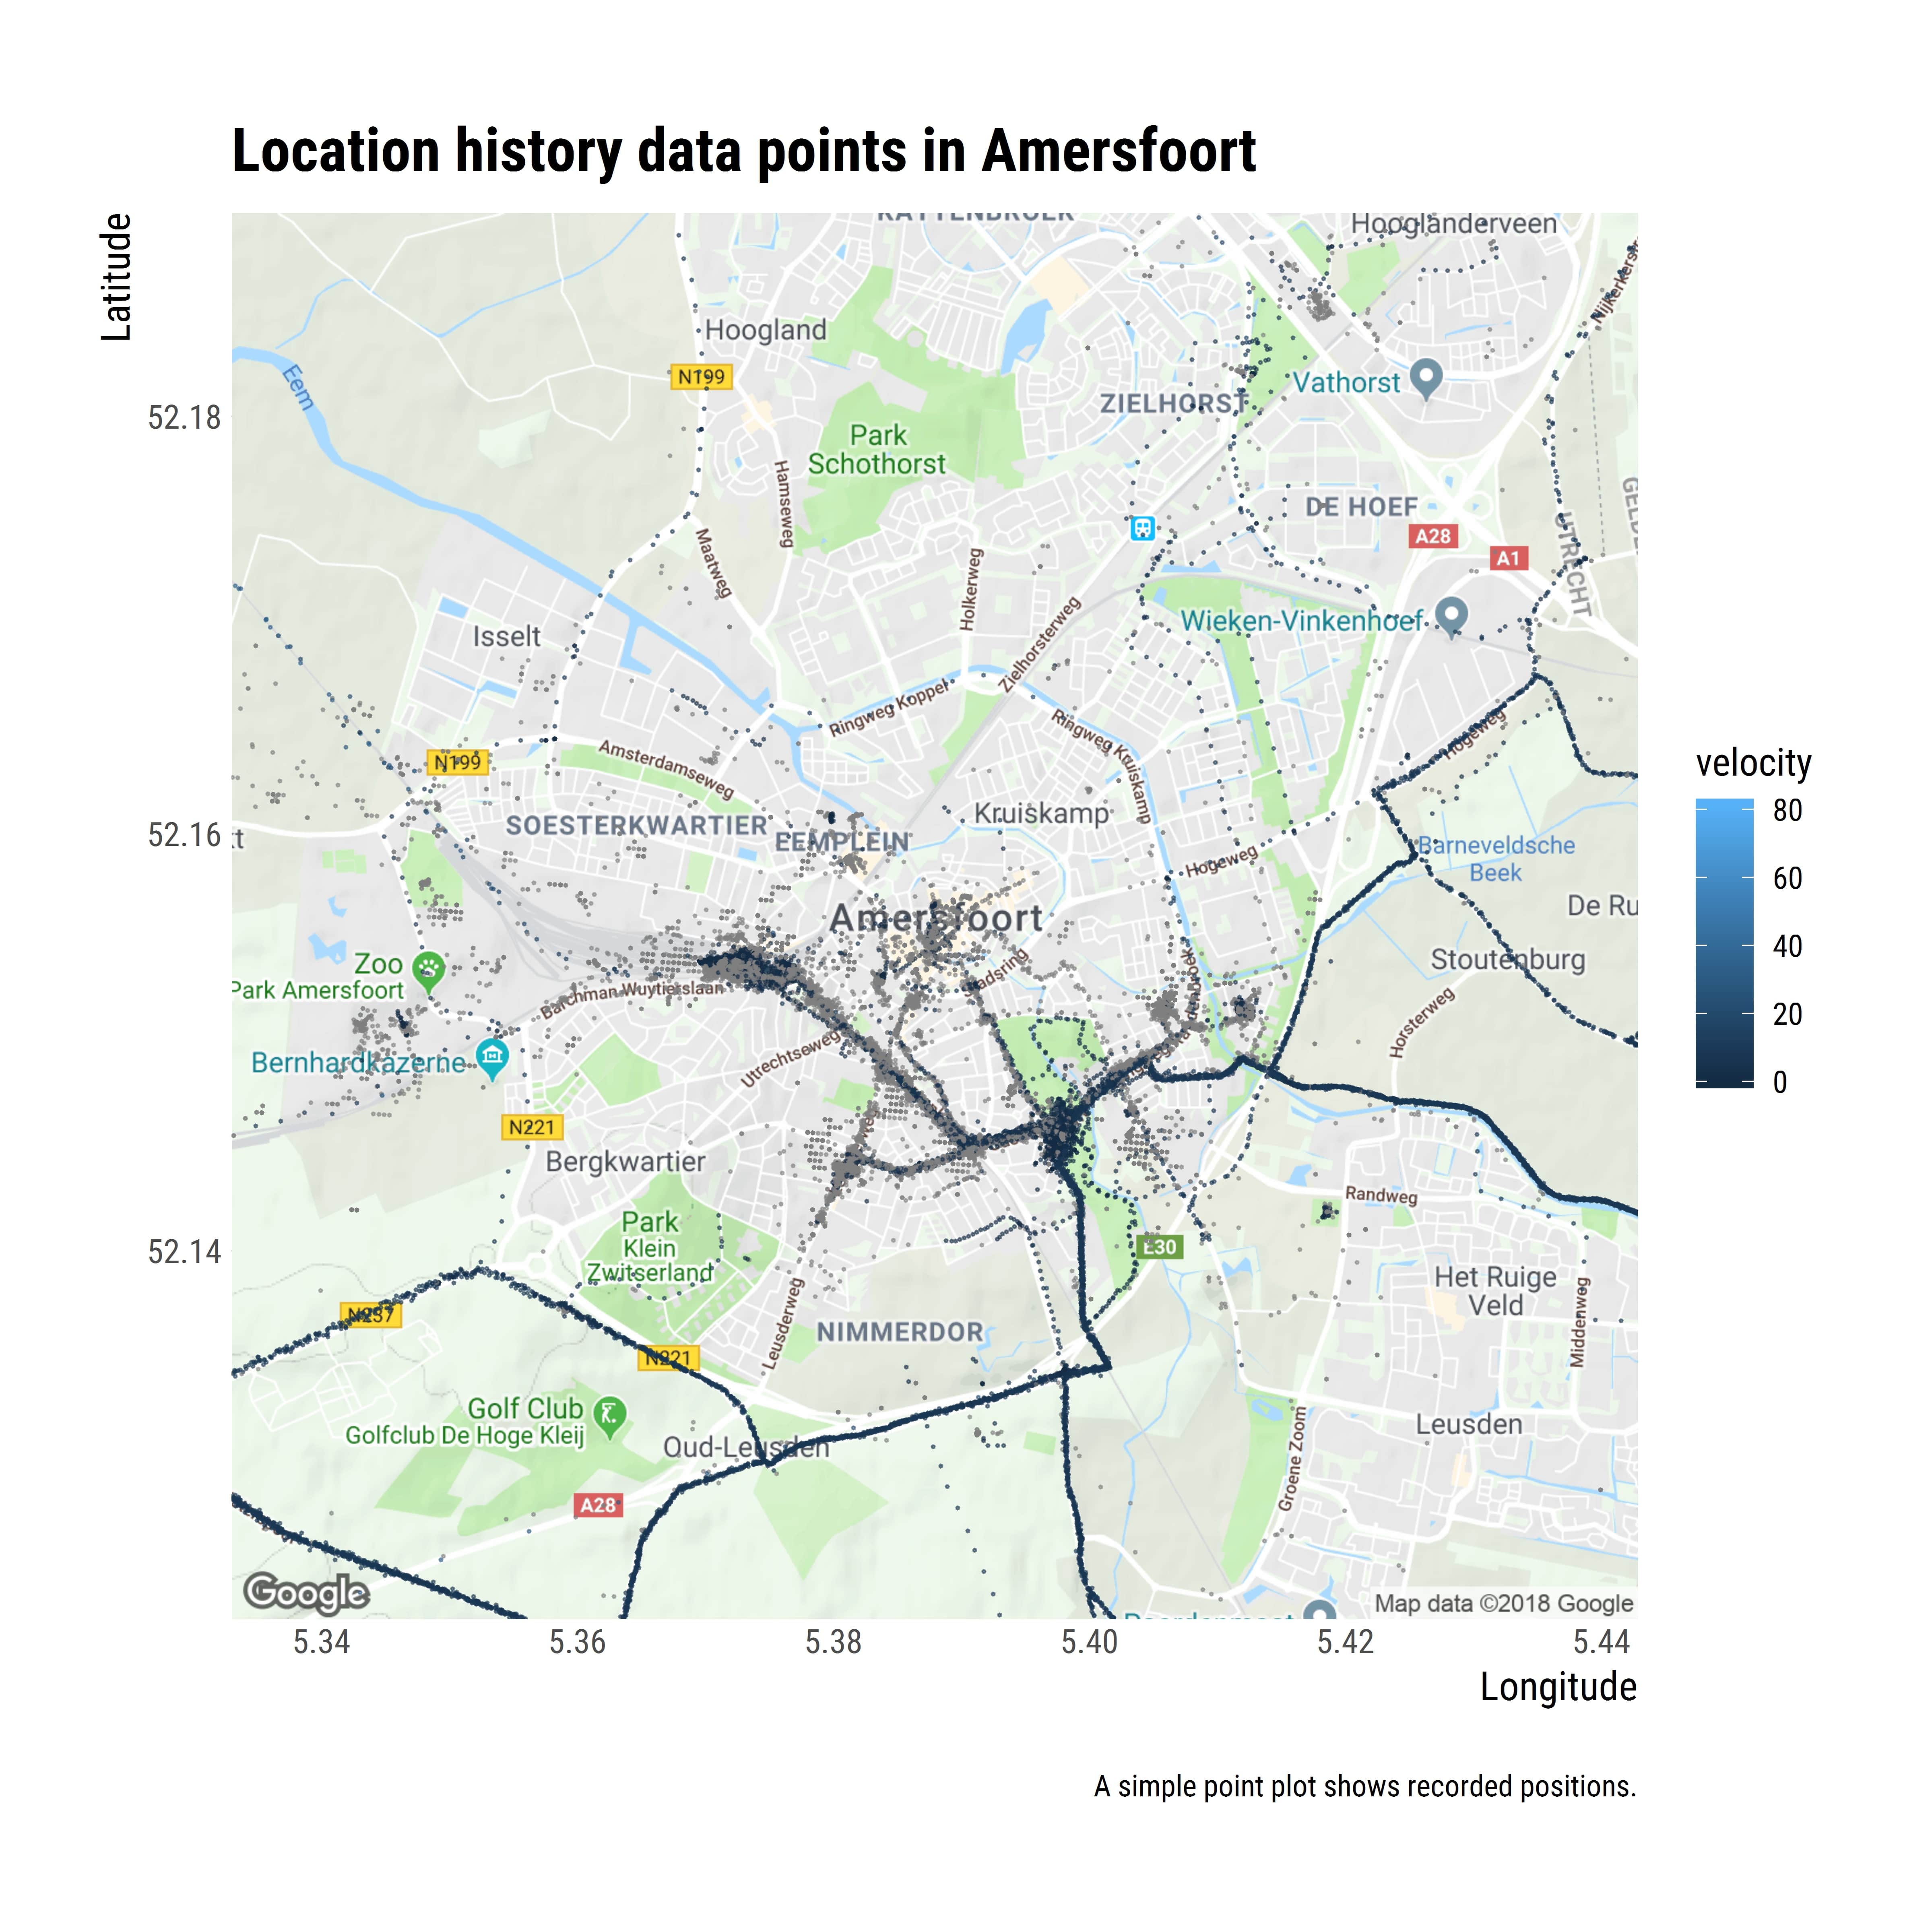 Location history data points in Amersfoort
Latitude
52.18
52.16
52.14
KATTENBROEK
Hooglanderveen
Nijkerkerstr
Hoogland
N199
Eem
Vathorst
ZIELHORST
Park
Schothorst
Hamseweg
DE HOEF
A28
A1
UTRECHT
Maatweg
Holkerweg
Zielhorsterweg
Wieken-Vinkenhoef
Isselt
Ringweg Koppel
Ringweg Kruiskamp
Hogeweg
N199
Amsterdamseweg
Kruiskamp
SOESTERKWARTIER
EEMPLEIN
Hogeweg
Barneveldsche
Beek
De Ru
Amersfoort
Stadsring
Stoutenburg
Zoo
Park Amersfoort
Barchman Wuytierslaan
Horsterweg
Utrechtseweg
Bernhardkazerne
N221
Bergkwartier
Randweg
Park
Klein
Zwitserland
E30
Het Ruige
Veld
Middenweg
N237
Leusderweg
NIMMERDOR
N221
Golf Club
Golfclub De Hoge Kleij
Oud-Leusden
Groene Zoom
Leusden
A28
Google
Map data ©2018 Google
5.34
5.36
5.38
5.40
5.42
5.44
Longitude
velocity
80
60
40
20
0
A simple point plot shows recorded positions.